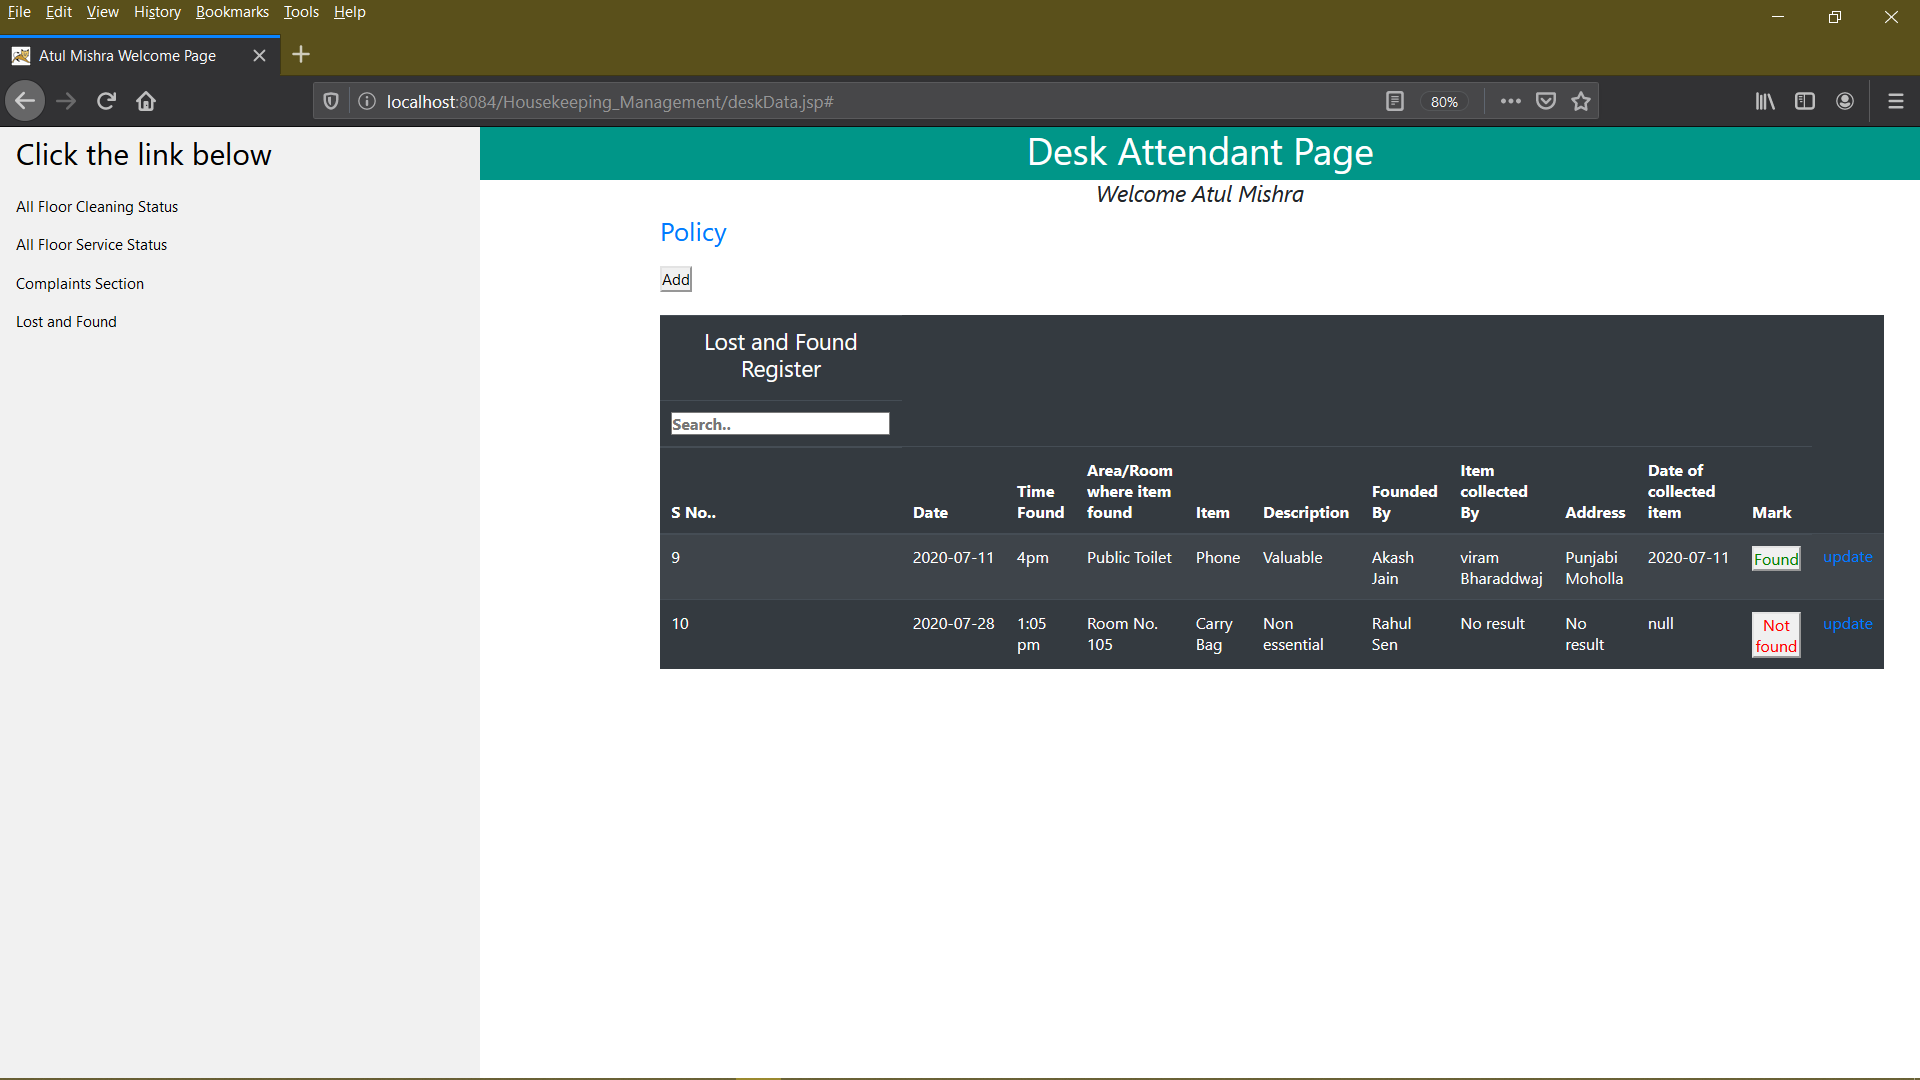 File Edit View History Bookmarks Tools Help
Atul Mishra Welcome Page
localhost:8084/Housekeeping_Management/deskData.jsp#
80%
Click the link below
All Floor Cleaning Status
All Floor Service Status
Complaints Section
Lost and Found
Desk Attendant Page
Welcome Atul Mishra
Policy
Add
Lost and Found
Register
Search..
S No.. Date Time Found Area/Room where item found Item Description Founded By Item collected By Address Date of collected item Mark
9 2020-07-11 4pm Public Toilet Phone Valuable Akash Jain viram Bharaddwaj Punjabi Moholla 2020-07-11 Found update
10 2020-07-28 1:05 pm Room No. 105 Carry Bag Non essential Rahul Sen No result No result null Not found update